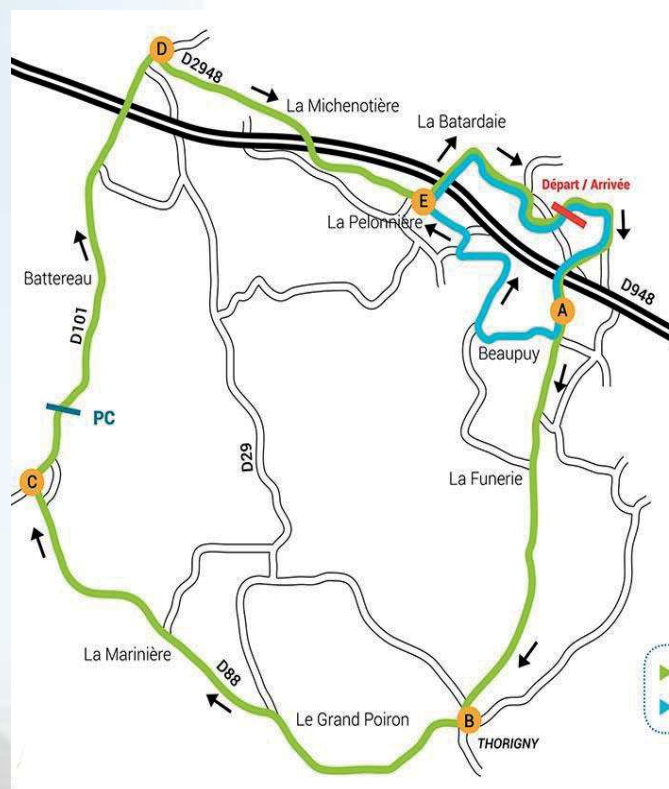 D
D2948
La Michenotière
La Batardaie
Départ / Arrivée
E
La Pelonnière
D948
Battereau
A
D101
Beaupuy
PC
D29
C
La Funerie
La Marinière
D88
Le Grand Poiron
B
THORIGNY